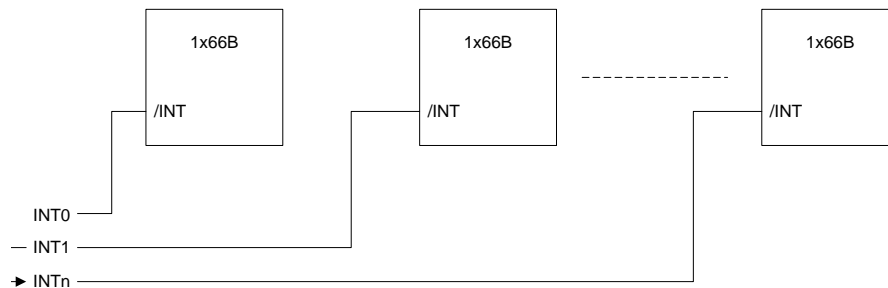 1x66B
1x66B
1x66B
/INT
/INT
/INT
INT0
INT1
INTn